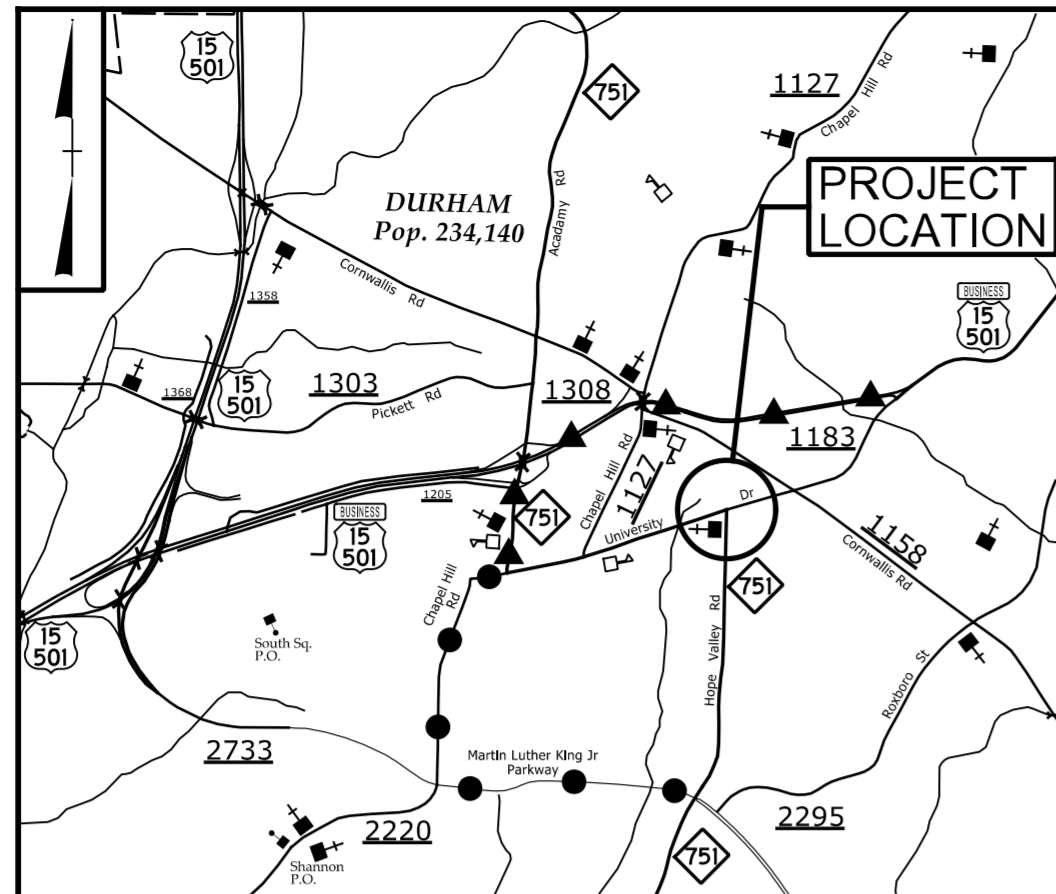 15
501
751
1127
Chapel Hill Rd
PROJECT
LOCATION
DURHAM
Pop. 234,140
Acadamy Rd
Cornwallis Rd
1358
BUSINESS
15
501
1368
15
501
1303
Pickett Rd
1308
1183
Chapel Hill Rd
1127
1205
BUSINESS
15
501
751
University Dr
1158
Cornwallis Rd
751
Chapel Hill
Rd
Hope Valley Rd
15
501
South Sq.
P.O.
Roxboro St
2733
Martin Luther King Jr
Parkway
2220
2295
751
Shannon
P.O.